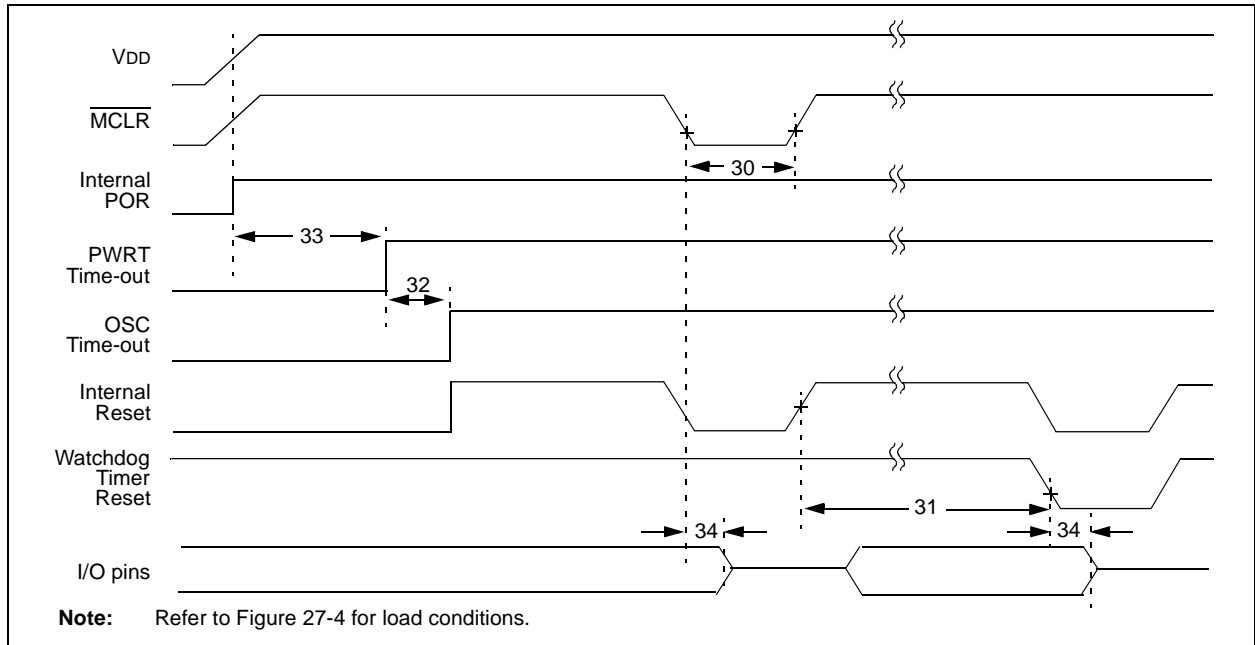 VDD
MCLR
30
Internal
POR
33
PWRT
Time-out
32
OSC
Time-out
Internal
Reset
Watchdog
Timer
Reset
31
34
34
I/O pins
Note: Refer to Figure 27-4 for load conditions.